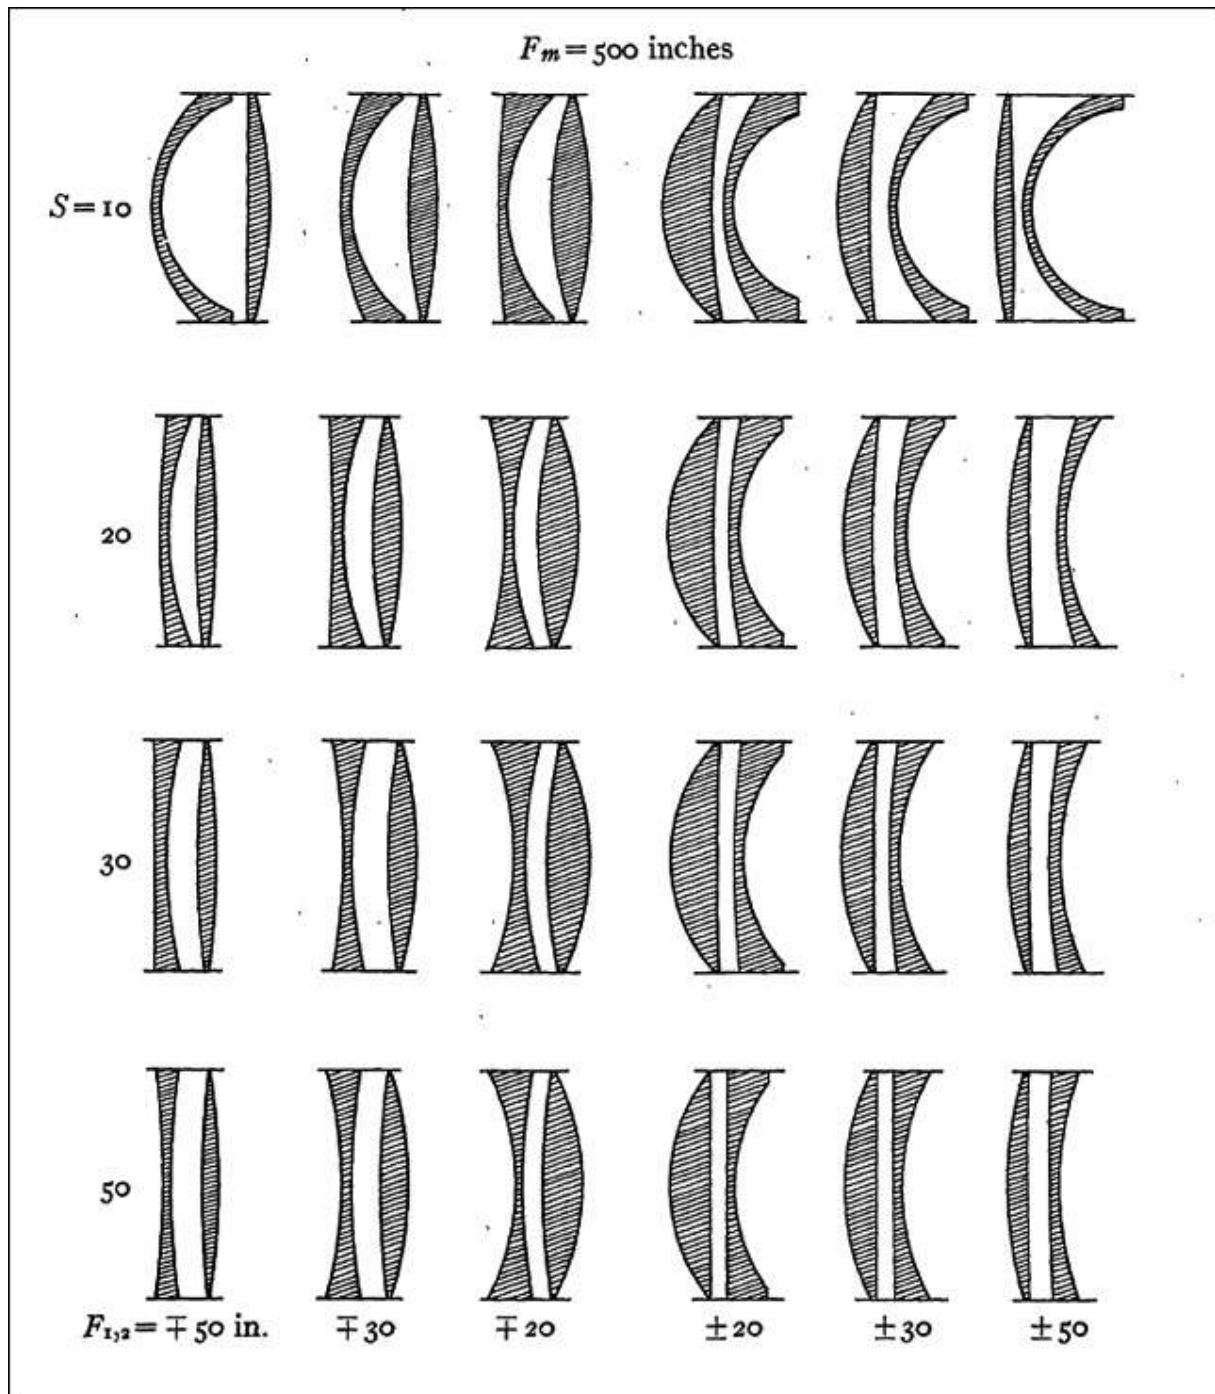 Fm = 500 inches
S = 10
20
30
50
F1,2 = ∓ 50 in. ∓ 30 ∓ 20 ± 20 ± 30 ± 50